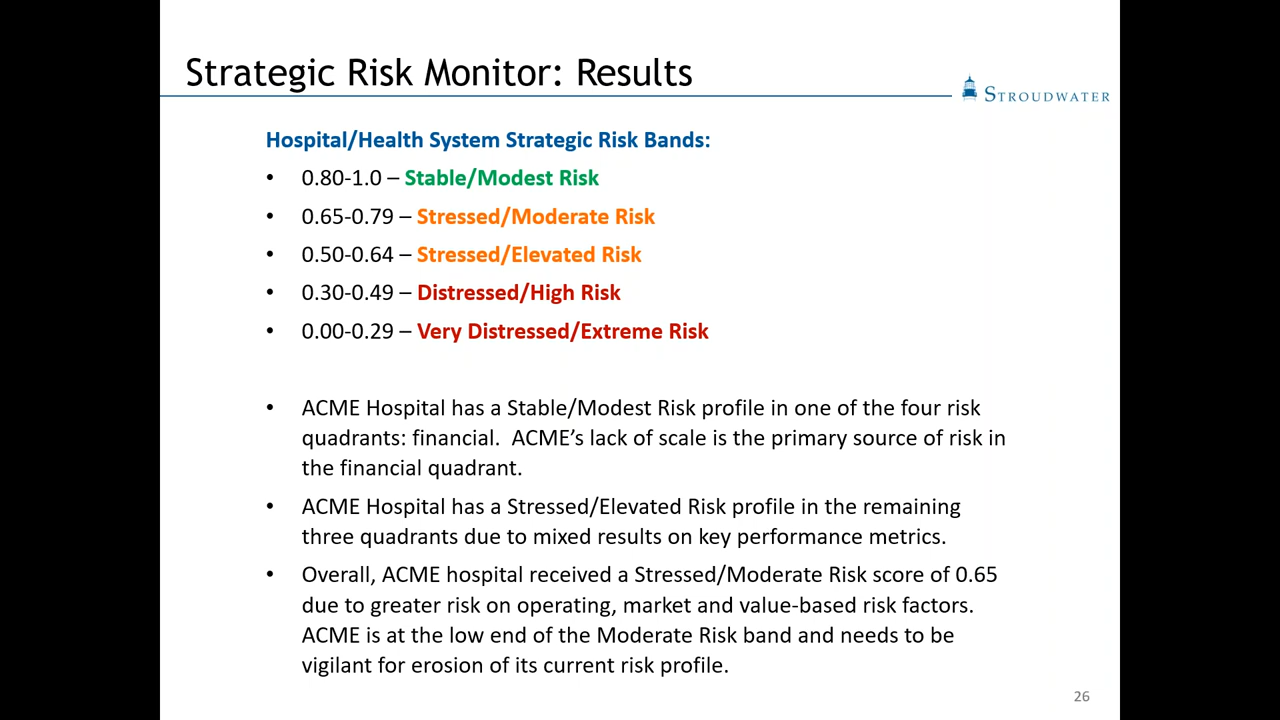 Strategic Risk Monitor: Results
STROUDWATER
Hospital/Health System Strategic Risk Bands:
• 0.80-1.0 – Stable/Modest Risk
• 0.65-0.79 – Stressed/Moderate Risk
• 0.50-0.64 – Stressed/Elevated Risk
• 0.30-0.49 – Distressed/High Risk
• 0.00-0.29 – Very Distressed/Extreme Risk
• ACME Hospital has a Stable/Modest Risk profile in one of the four risk
quadrants: financial.  ACME’s lack of scale is the primary source of risk in
the financial quadrant.
• ACME Hospital has a Stressed/Elevated Risk profile in the remaining
three quadrants due to mixed results on key performance metrics.
• Overall, ACME hospital received a Stressed/Moderate Risk score of 0.65
due to greater risk on operating, market and value-based risk factors.
ACME is at the low end of the Moderate Risk band and needs to be
vigilant for erosion of its current risk profile.
26